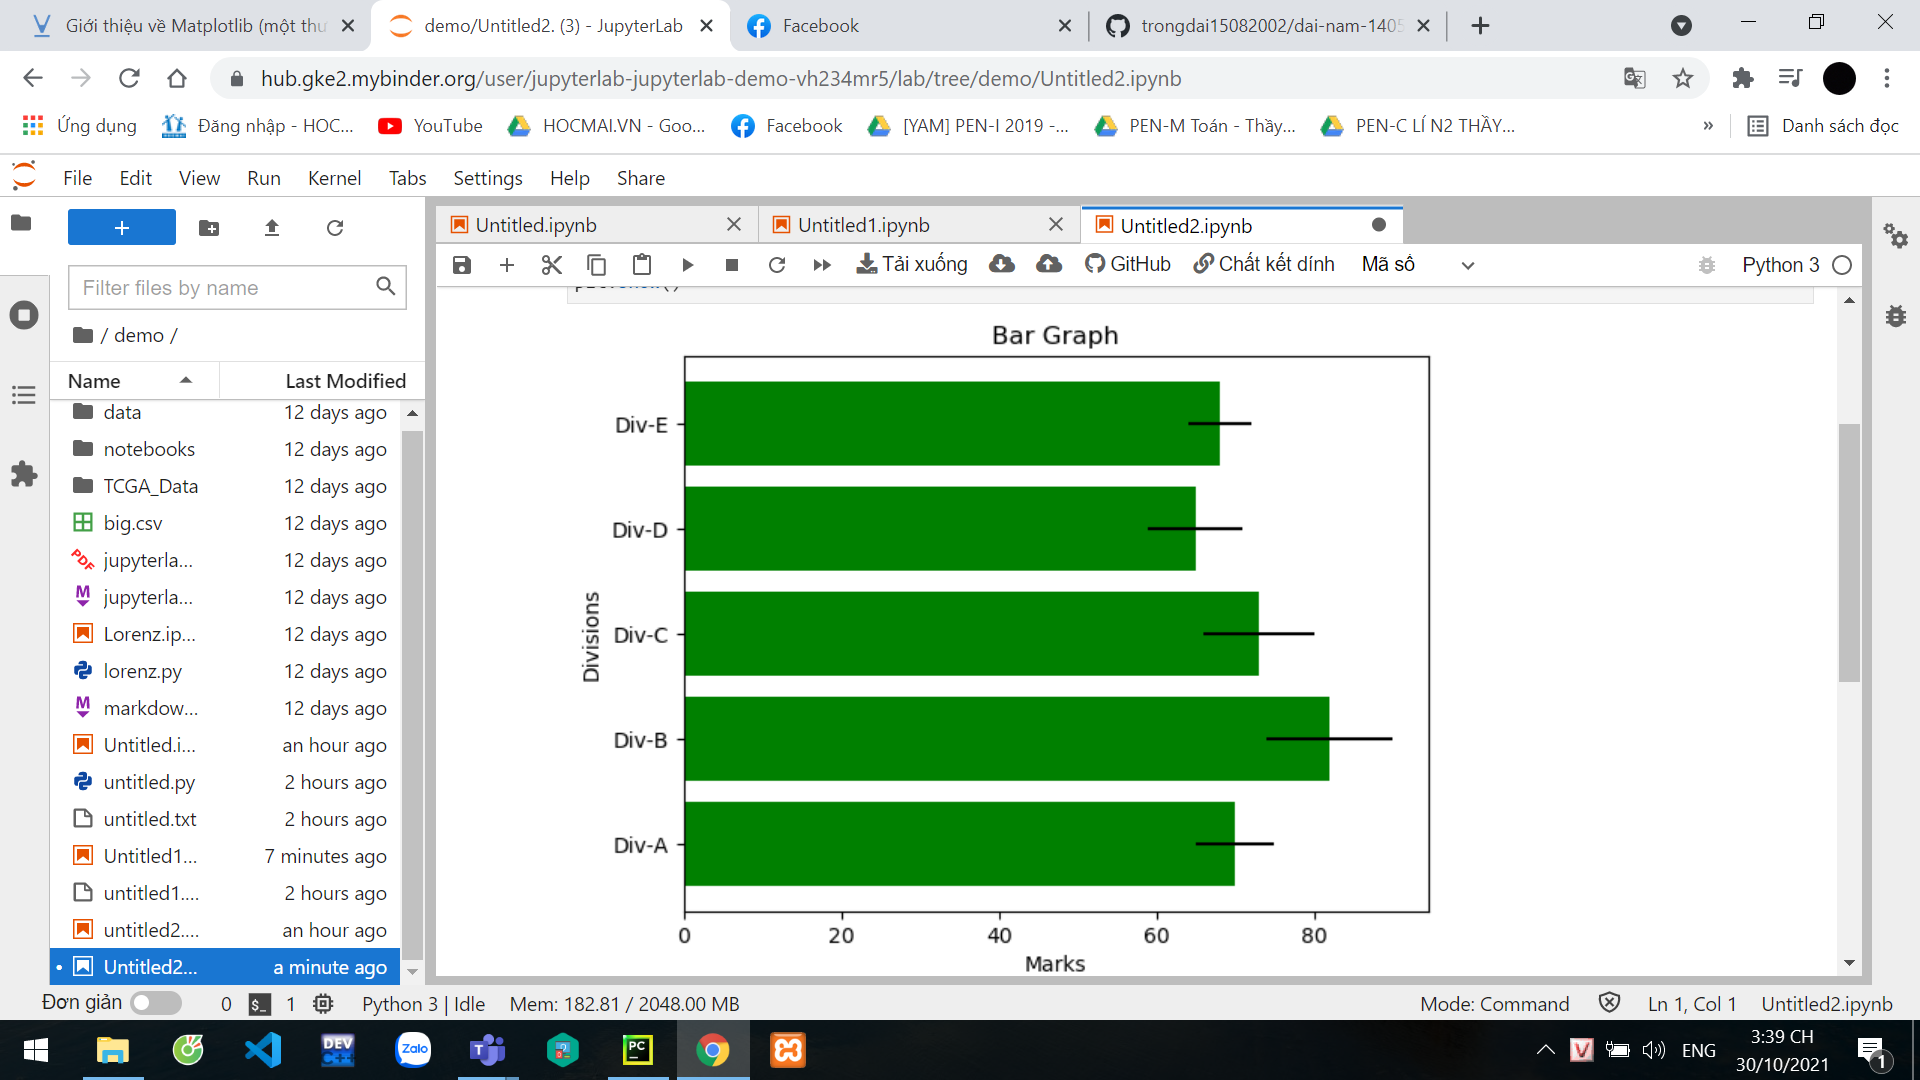 Giới thiệu về Matplotlib (một thư
demo/Untitled2. (3) - JupyterLab
Facebook
trongdai15082002/dai-nam-1405
hub.gke2.mybinder.org/user/jupyterlab-jupyterlab-demo-vh234mr5/lab/tree/demo/Untitled2.ipynb
Ứng dụng
Đăng nhập - HOC...
YouTube
HOCMAI.VN - Goo...
Facebook
[YAM] PEN-I 2019 -...
PEN-M Toán - Thầy...
PEN-C LÍ N2 THẦY...
»
Danh sách đọc
File Edit View Run Kernel Tabs Settings Help Share
Untitled.ipynb
Untitled1.ipynb
Untitled2.ipynb
Tải xuống
GitHub
Chất kết dính
Mã số
Python 3
Filter files by name
/ demo /
Name Last Modified
data 12 days ago
notebooks 12 days ago
TCGA_Data 12 days ago
big.csv 12 days ago
jupyterla... 12 days ago
jupyterla... 12 days ago
Lorenz.ip... 12 days ago
lorenz.py 12 days ago
markdow... 12 days ago
Untitled.i... an hour ago
untitled.py 2 hours ago
untitled.txt 2 hours ago
Untitled1... 7 minutes ago
untitled1.... 2 hours ago
untitled2.... an hour ago
Untitled2... a minute ago
Bar Graph
Div-E
Div-D
Div-C
Div-B
Div-A
Divisions
0 20 40 60 80
Marks
Đơn giản
0
$_
1
Python 3 | Idle
Mem: 182.81 / 2048.00 MB
Mode: Command
Ln 1, Col 1
Untitled2.ipynb
DEV
C++
Zalo
T
PC
V
ENG
3:39 CH
30/10/2021
1